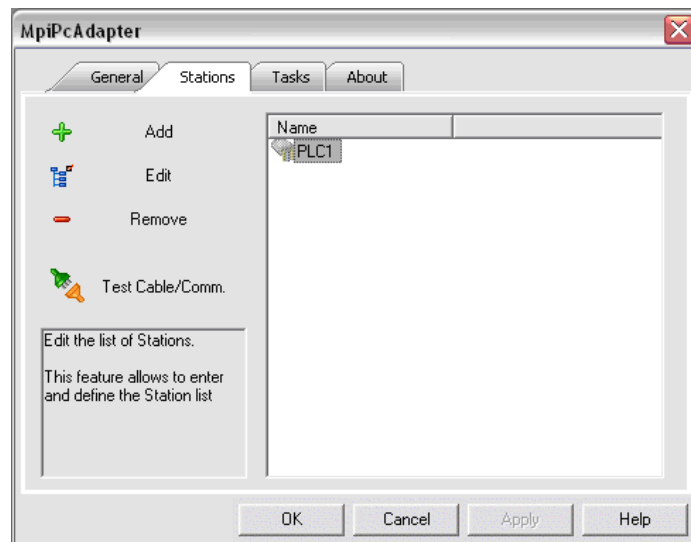 MpiPcAdapter
General Stations Tasks About
Add
Edit
Remove
Test Cable/Comm.
Edit the list of Stations.
This feature allows to enter
and define the Station list
Name
PLC1
OK Cancel Apply Help